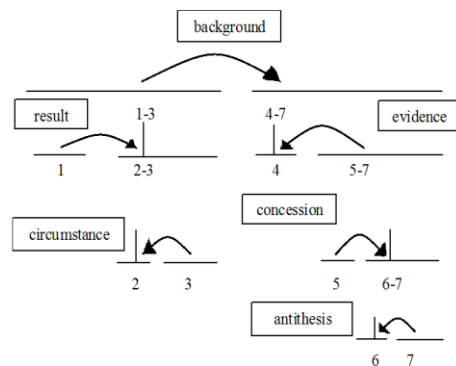 background
1-3 4-7
result evidence
1 2-3 4 5-7
concession
circumstance
2 3 5 6-7
antithesis
6 7